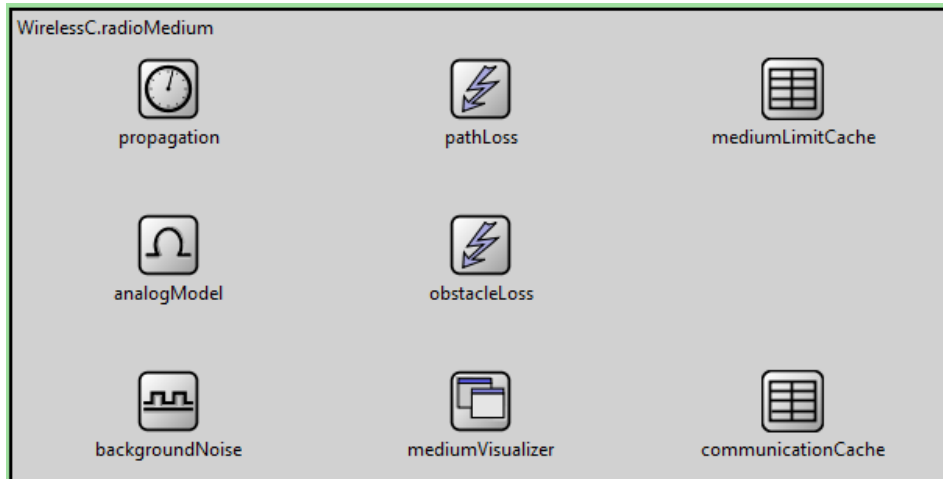 WirelessC.radioMedium
propagation
pathLoss
mediumLimitCache
analogModel
obstacleLoss
backgroundNoise
mediumVisualizer
communicationCache